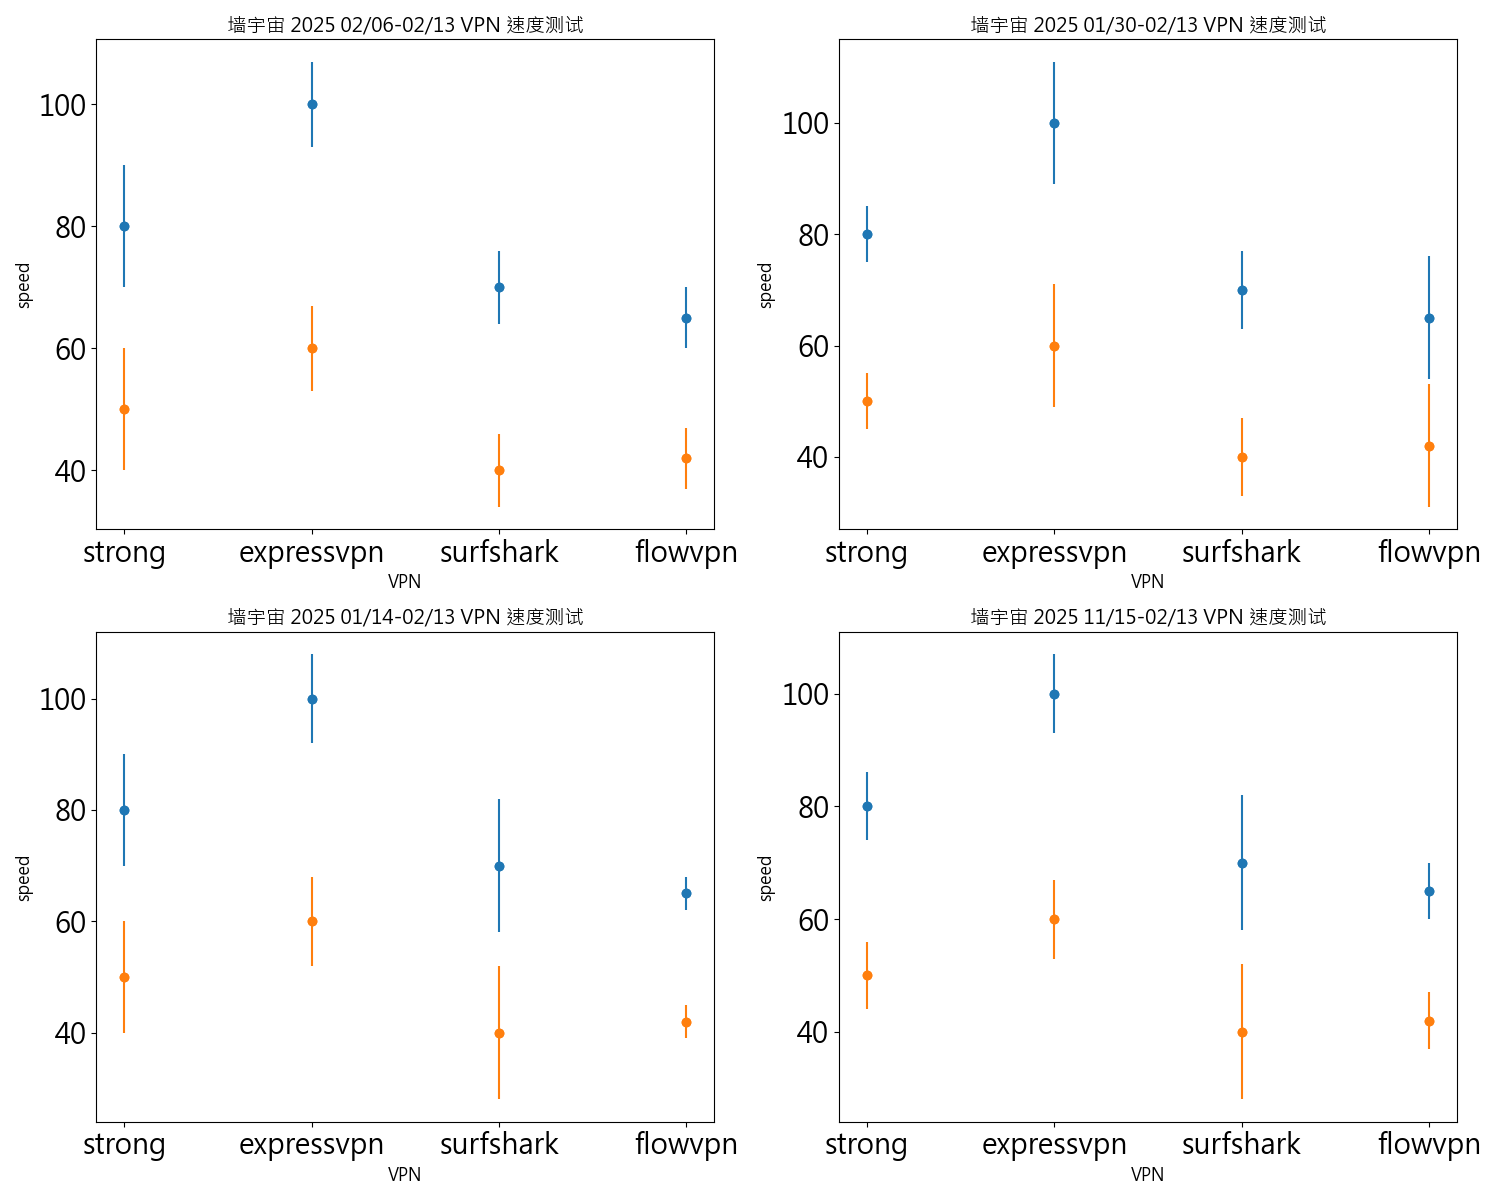 墙宇宙 2025 02/06-02/13 VPN 速度测试
100
80
60
40
speed
strong expressvpn surfshark flowvpn
VPN
墙宇宙 2025 01/30-02/13 VPN 速度测试
100
80
60
40
speed
strong expressvpn surfshark flowvpn
VPN
墙宇宙 2025 01/14-02/13 VPN 速度测试
100
80
60
40
speed
strong expressvpn surfshark flowvpn
VPN
墙宇宙 2025 11/15-02/13 VPN 速度测试
100
80
60
40
speed
strong expressvpn surfshark flowvpn
VPN